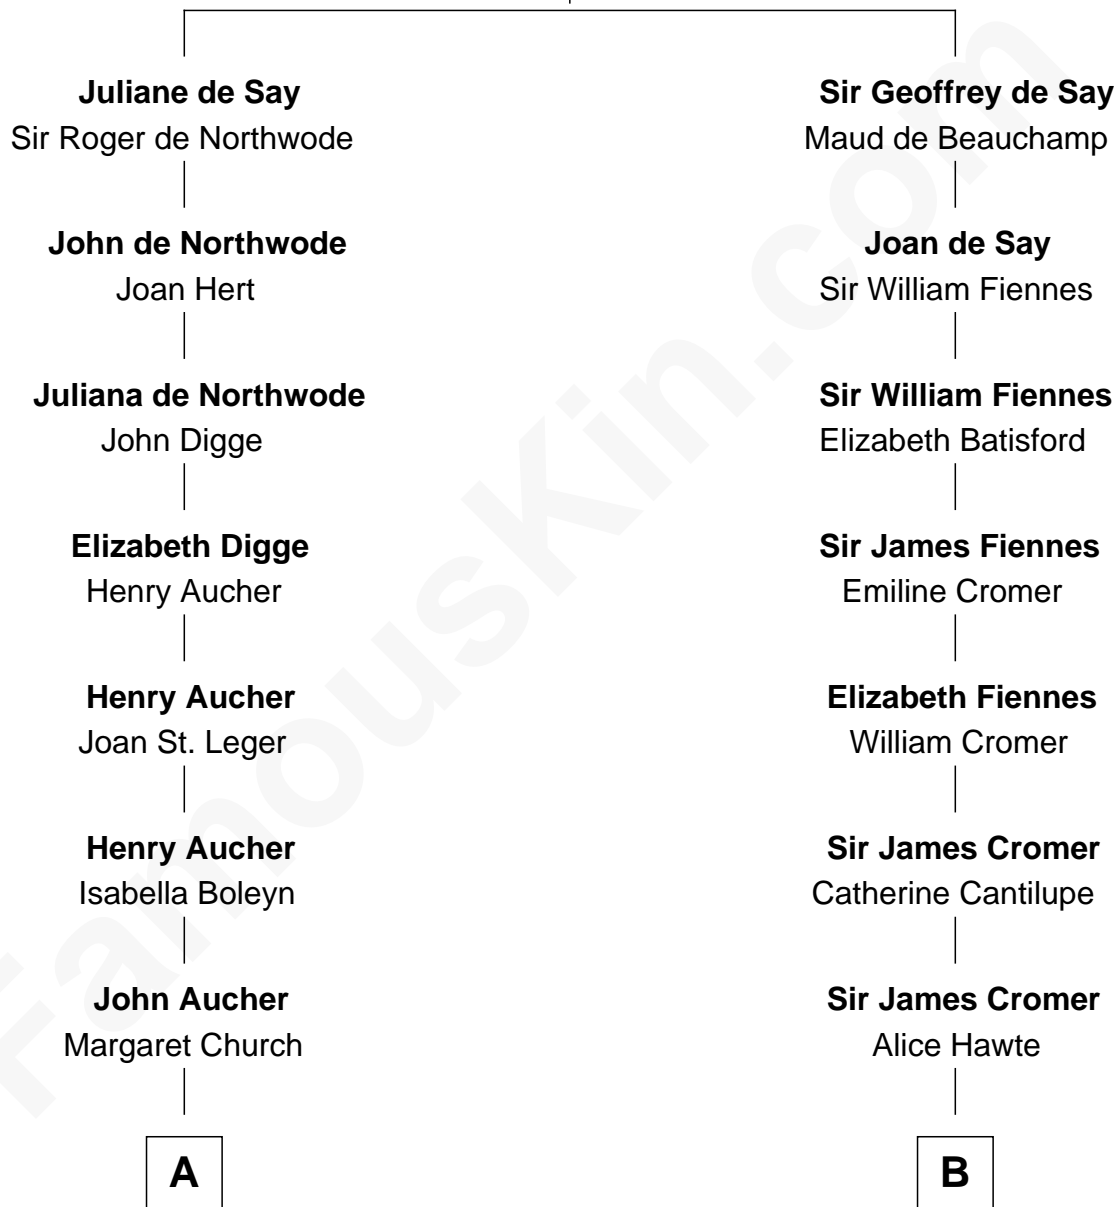 Juliane de Say
Sir Roger de Northwode
John de Northwode
Joan Hert
Juliana de Northwode
John Digge
Elizabeth Digge
Henry Aucher
Henry Aucher
Joan St. Leger
Henry Aucher
Isabella Boleyn
John Aucher
Margaret Church
A
Sir Geoffrey de Say
Maud de Beauchamp
Joan de Say
Sir William Fiennes
Sir William Fiennes
Elizabeth Batisford
Sir James Fiennes
Emiline Cromer
Elizabeth Fiennes
William Cromer
Sir James Cromer
Catherine Cantilupe
Sir James Cromer
Alice Hawte
B
FamousKin.com